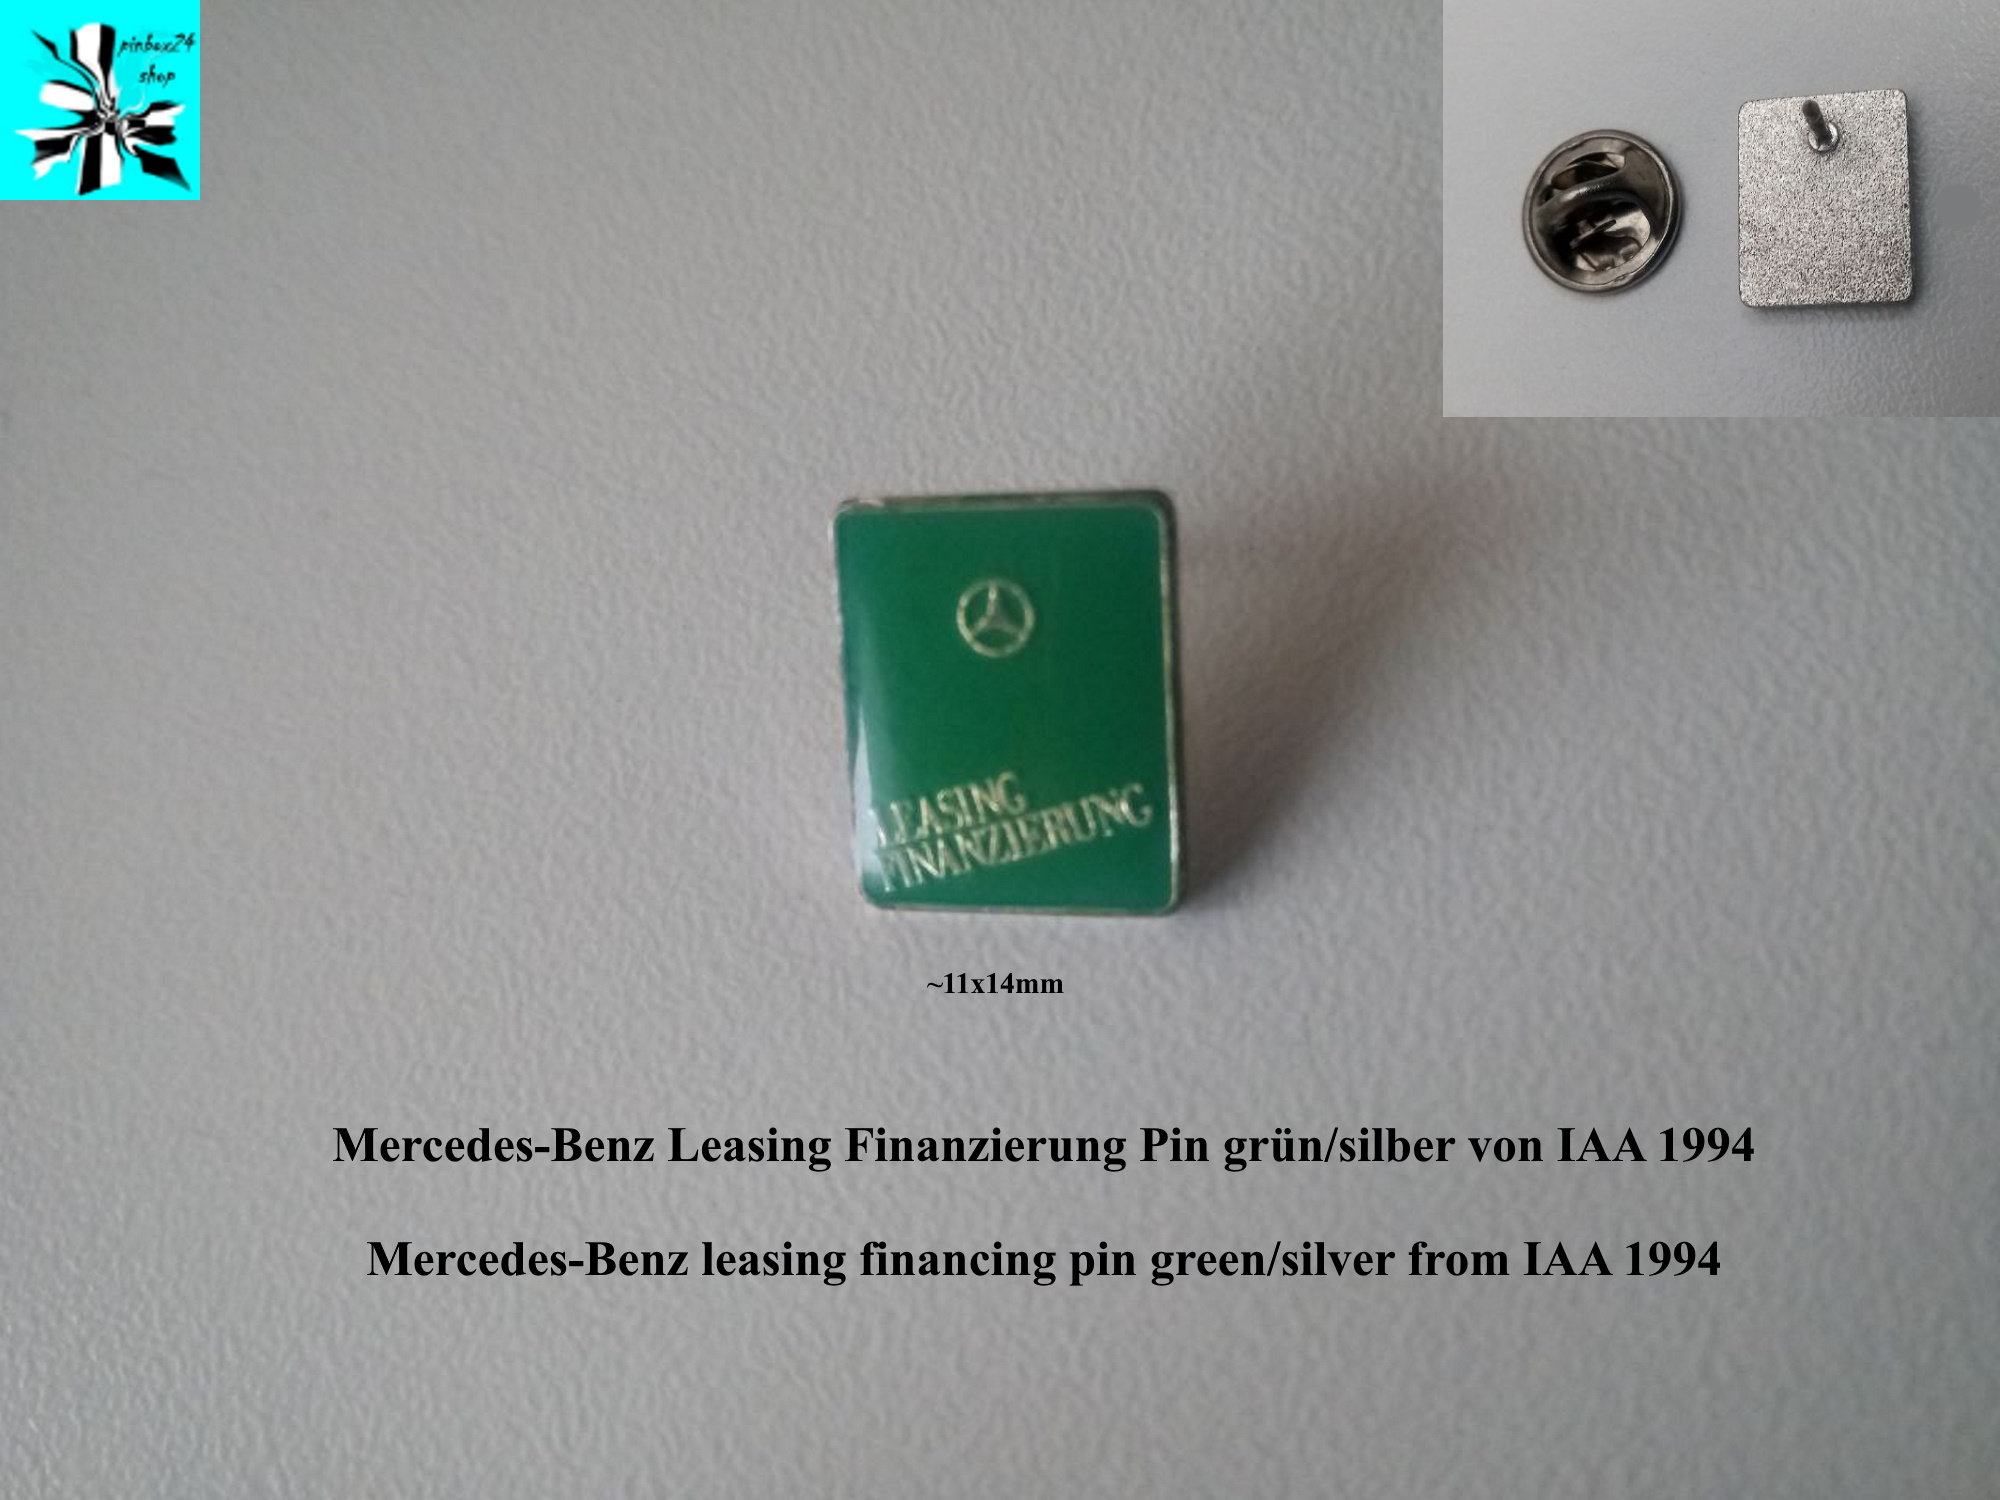 pinbox24
shop
LEASING
FINANZIERUNG
~11x14mm
Mercedes-Benz Leasing Finanzierung Pin grün/silber von IAA 1994
Mercedes-Benz leasing financing pin green/silver from IAA 1994